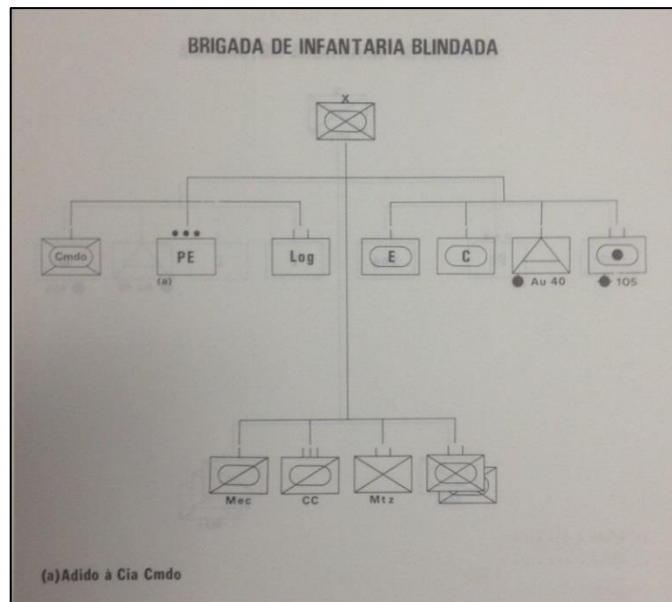 BRIGADA DE INFANTARIA BLINDADA
X
Cmdo
PE
Log
E
C
(a)
Au 40
105
Mec
CC
Mtz
(a)Adido à Cia Cmdo